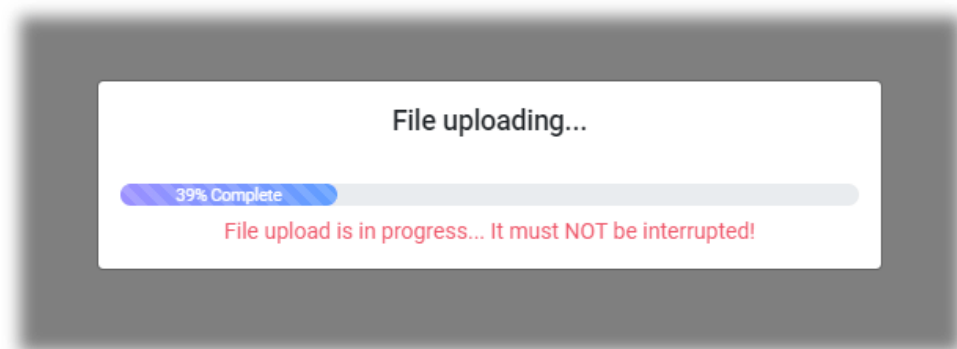 File uploading...
39% Complete
File upload is in progress... It must NOT be interrupted!